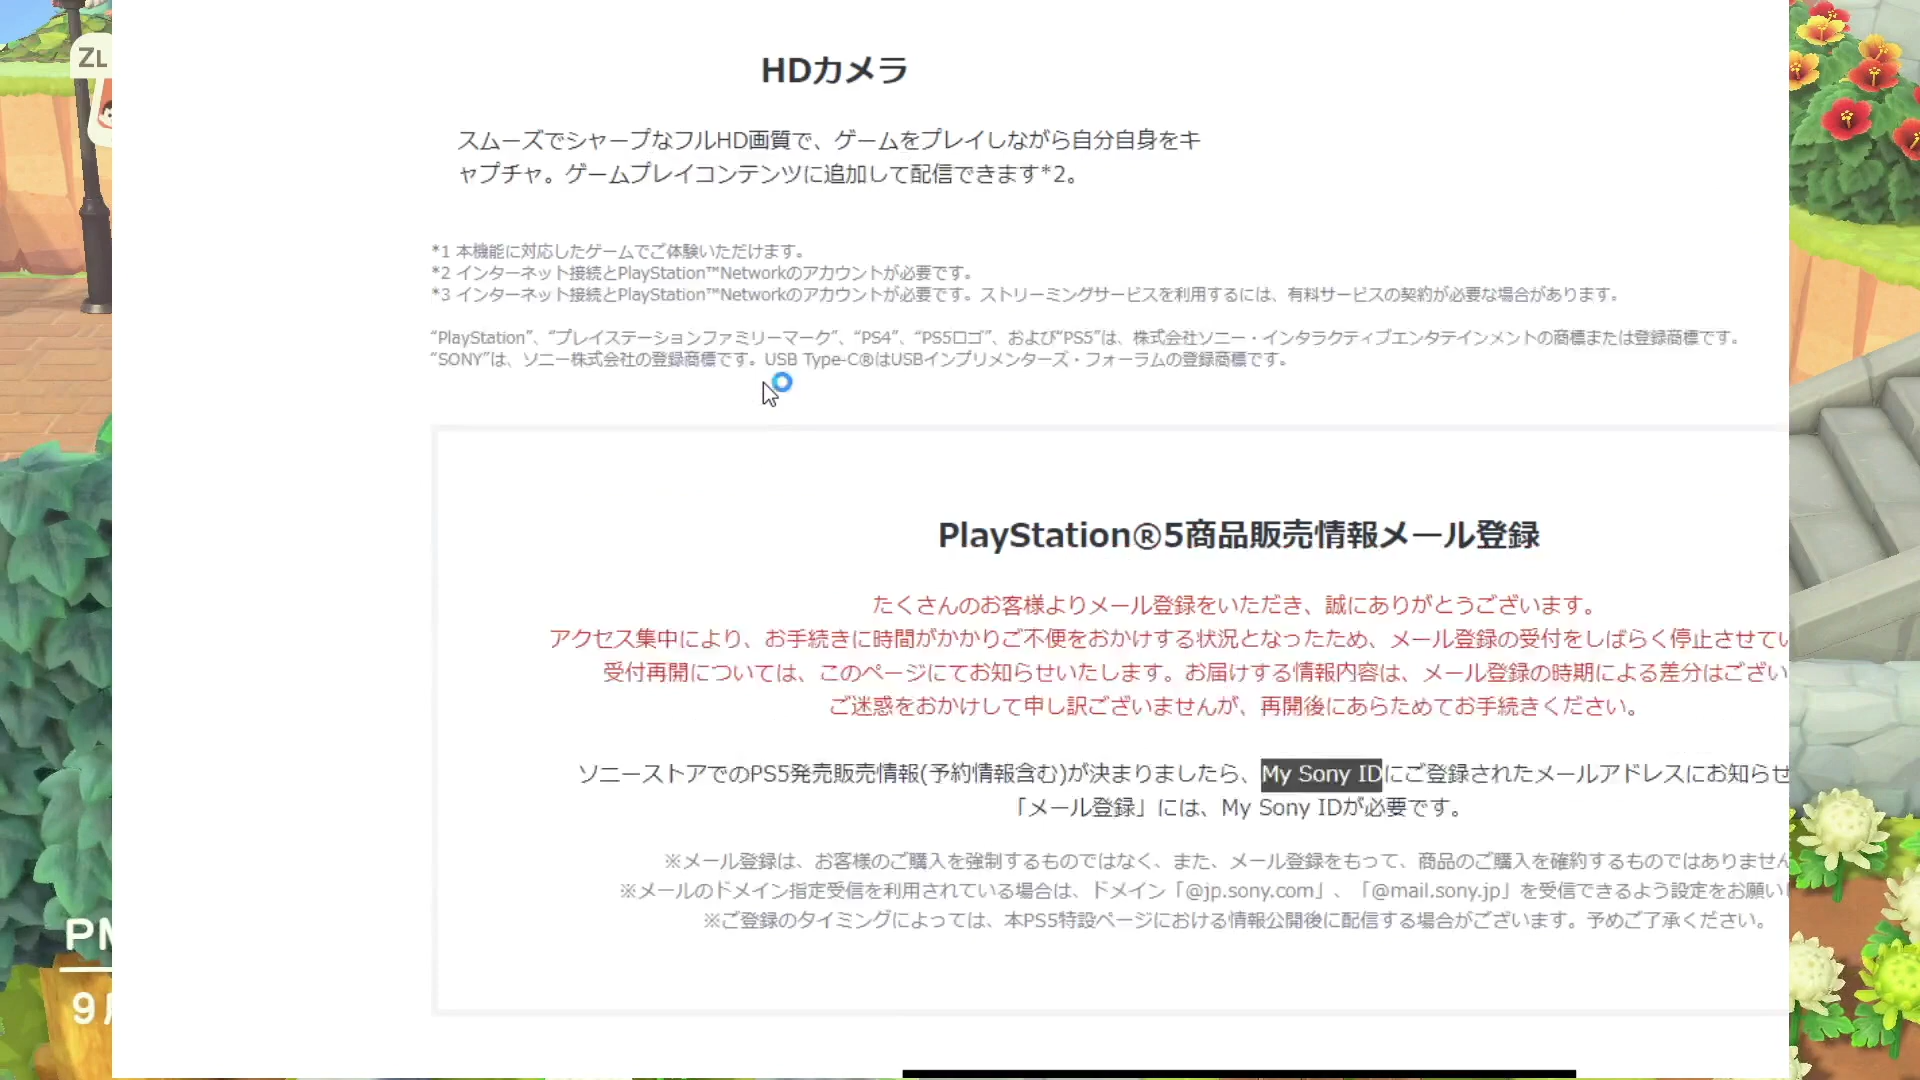 ZL
HDカメラ
スムーズでシャープなフルHD画質で、ゲームをプレイしながら自分自身をキ
ャプチャ。ゲームプレイコンテンツに追加して配信できます*2。
*1 本機能に対応したゲームでご体験いただけます。
*2 インターネット接続とPlayStation™Networkのアカウントが必要です。
*3 インターネット接続とPlayStation™Networkのアカウントが必要です。ストリーミングサービスを利用するには、有料サービスの契約が必要な場合があります。
“PlayStation”、“プレイステーションファミリーマーク”、“PS4”、“PS5ロゴ”、および“PS5”は、株式会社ソニー・インタラクティブエンタテインメントの商標または登録商標です。
“SONY”は、ソニー株式会社の登録商標です。USB Type-C®はUSBインプリメンターズ・フォーラムの登録商標です。
PlayStation®5商品販売情報メール登録
たくさんのお客様よりメール登録をいただき、誠にありがとうございます。
アクセス集中により、お手続きに時間がかかりご不便をおかけする状況となったため、メール登録の受付をしばらく停止させてい
受付再開については、このページにてお知らせいたします。お届けする情報内容は、メール登録の時期による差分はござい
ご迷惑をおかけして申し訳ございませんが、再開後にあらためてお手続きください。
ソニーストアでのPS5発売販売情報(予約情報含む)が決まりましたら、My Sony IDにご登録されたメールアドレスにお知らせ
「メール登録」には、My Sony IDが必要です。
※メール登録は、お客様のご購入を強制するものではなく、また、メール登録をもって、商品のご購入を確約するものではありません
※メールのドメイン指定受信を利用されている場合は、ドメイン「@jp.sony.com」、「@mail.sony.jp」を受信できるよう設定をお願いし
※ご登録のタイミングによっては、本PS5特設ページにおける情報公開後に配信する場合がございます。予めご了承ください。
PM
9月